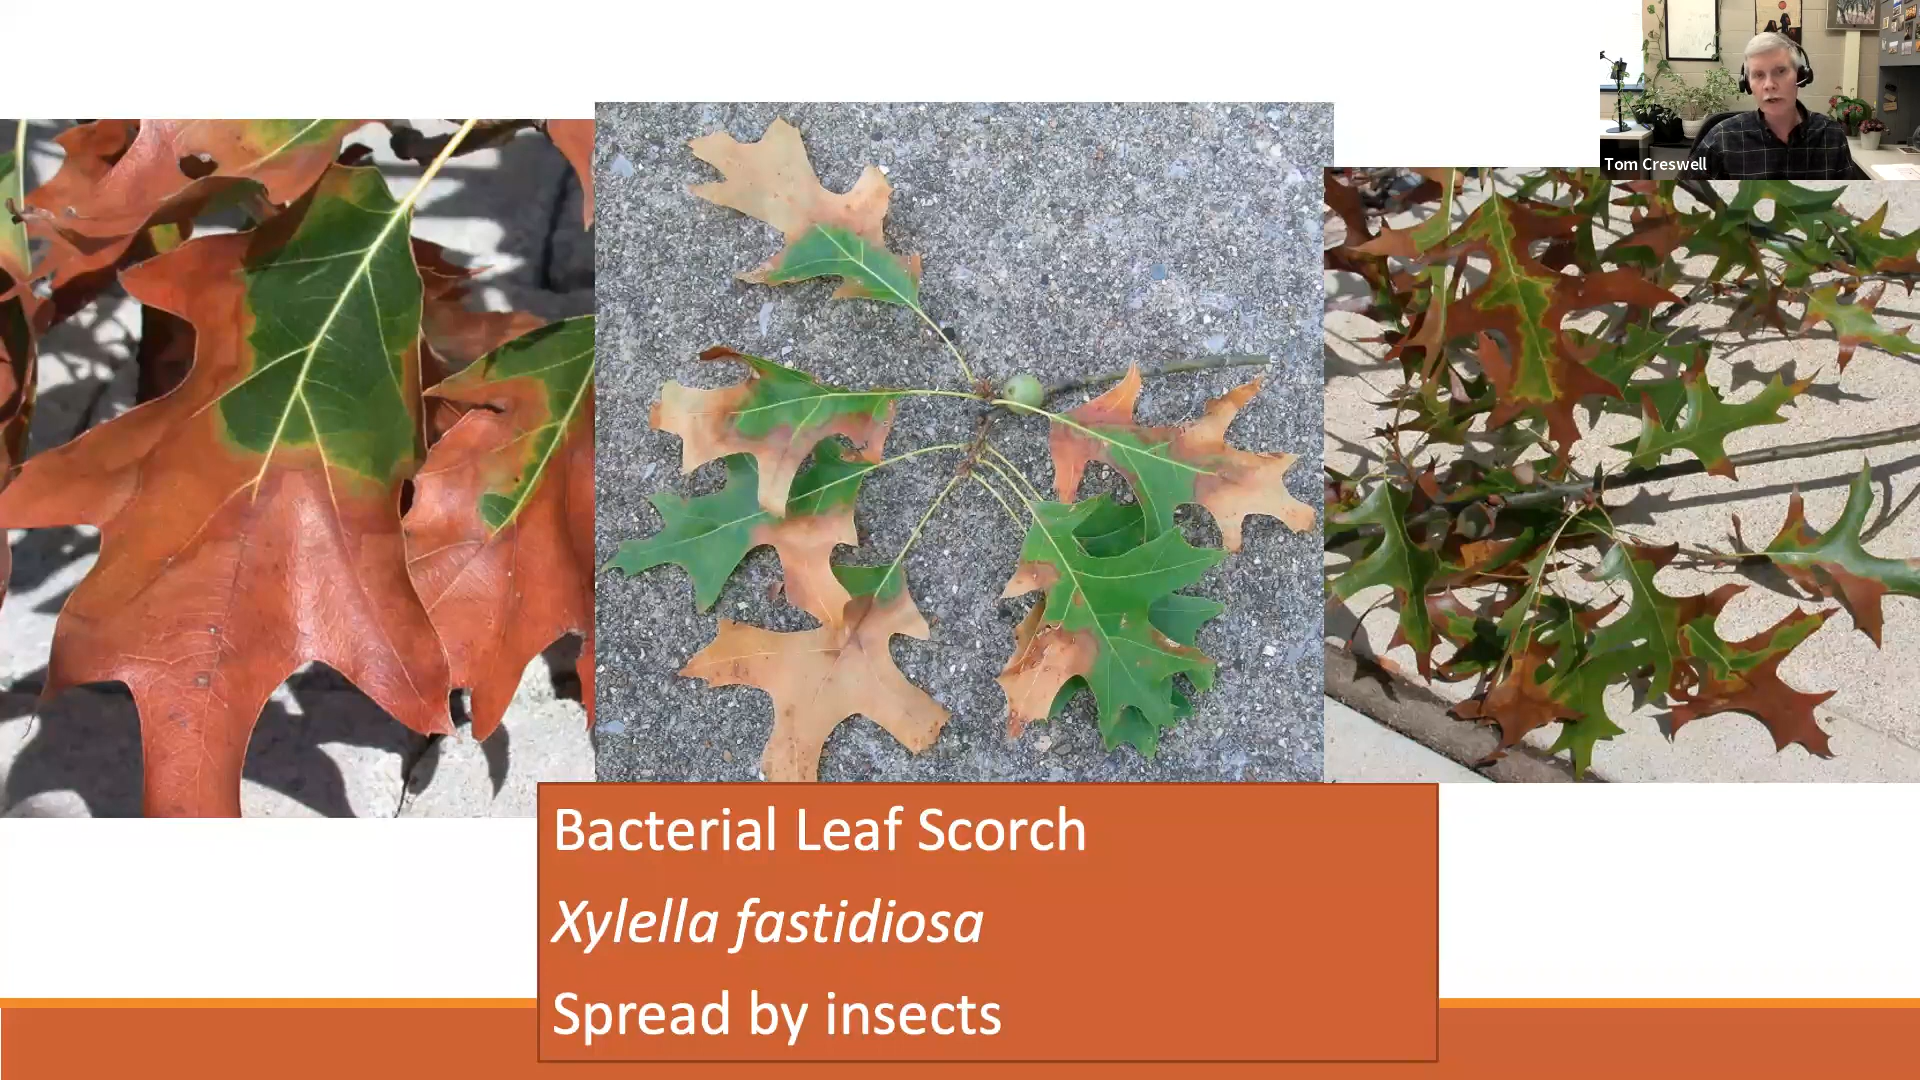 Tom Creswell
Bacterial Leaf Scorch
Xylella fastidiosa
Spread by insects